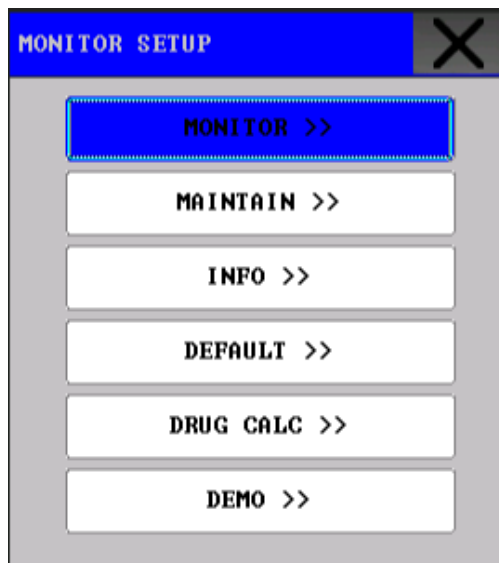 MONITOR SETUP
MONITOR >>
MAINTAIN >>
INFO >>
DEFAULT >>
DRUG CALC >>
DEMO >>